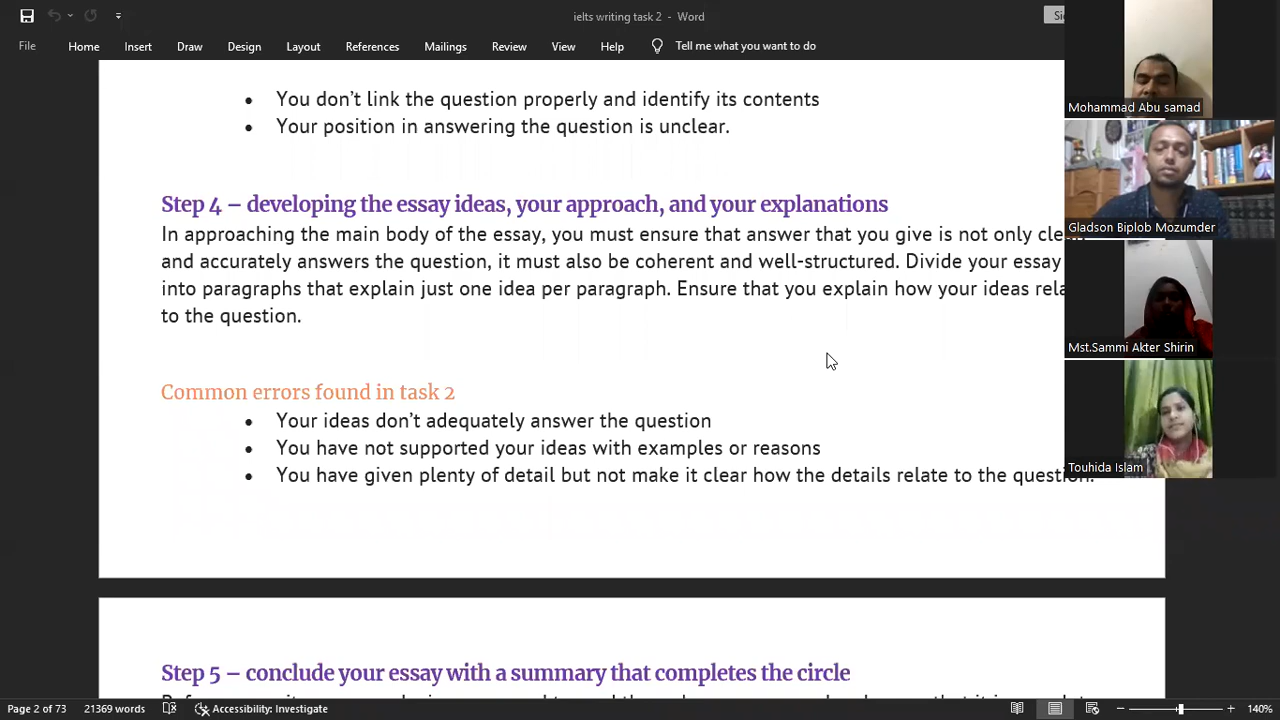 ielts writing task 2 - Word
File Home Insert Draw Design Layout References Mailings Review View Help Tell me what you want to do
• You don't link the question properly and identify its contents
• Your position in answering the question is unclear.
Step 4 – developing the essay ideas, your approach, and your explanations
In approaching the main body of the essay, you must ensure that answer that you give is not only
and accurately answers the question, it must also be coherent and well-structured. Divide your essay
into paragraphs that explain just one idea per paragraph. Ensure that you explain how your ideas
to the question.
Common errors found in task 2
• Your ideas don't adequately answer the question
• You have not supported your ideas with examples or reasons
• You have given plenty of detail but not make it clear how the details relate to the question.
Step 5 – conclude your essay with a summary that completes the circle
Mohammad Abu samad
Gladson Biplob Mozumder
Mst.Sammi Akter Shirin
Touhida Islam
Page 2 of 73 21369 words Accessibility: Investigate 140%